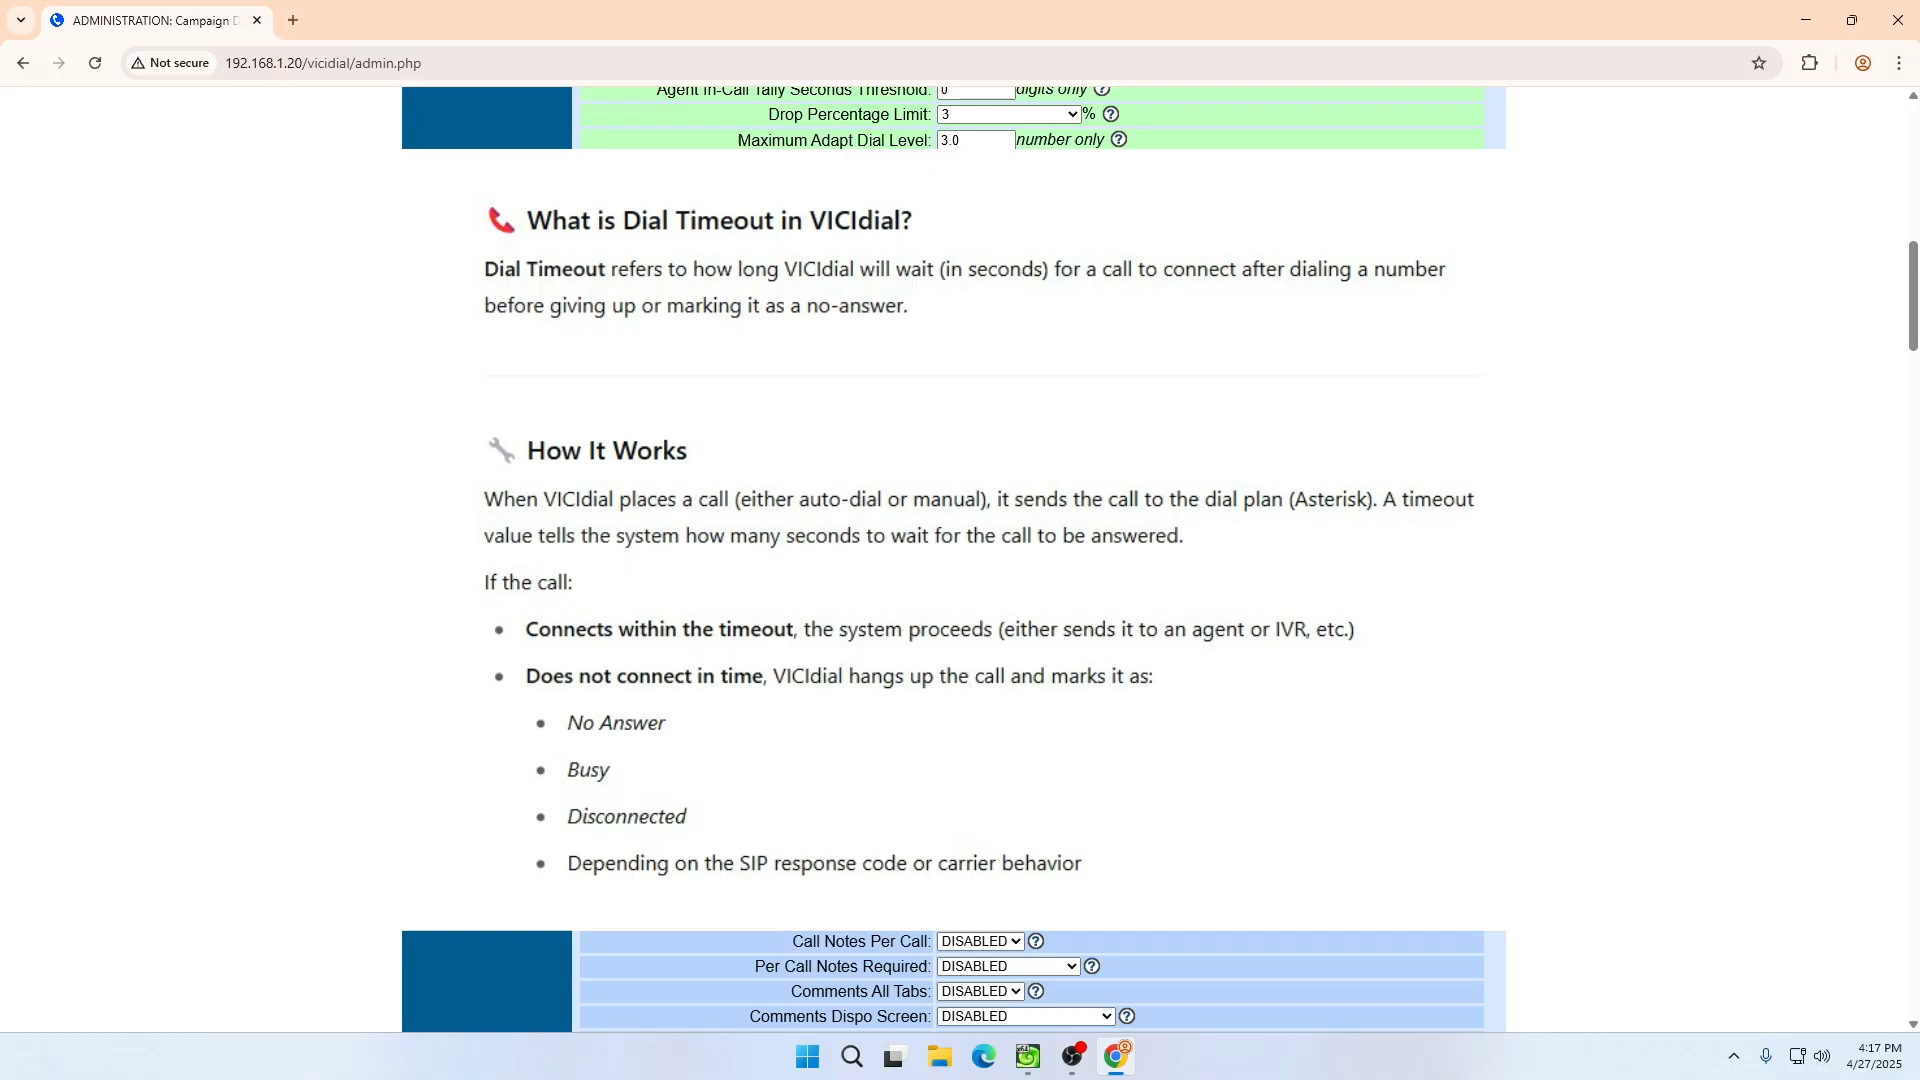 ADMINISTRATION: Campaign D
Not secure
192.168.1.20/vicidial/admin.php
Agent In-Call Tally Seconds Threshold: 0 digits only
Drop Percentage Limit: 3 %
Maximum Adapt Dial Level: 3.0 number only
What is Dial Timeout in VICIdial?
Dial Timeout refers to how long VICIdial will wait (in seconds) for a call to connect after dialing a number
before giving up or marking it as a no-answer.
How It Works
When VICIdial places a call (either auto-dial or manual), it sends the call to the dial plan (Asterisk). A timeout
value tells the system how many seconds to wait for the call to be answered.
If the call:
Connects within the timeout, the system proceeds (either sends it to an agent or IVR, etc.)
Does not connect in time, VICIdial hangs up the call and marks it as:
No Answer
Busy
Disconnected
Depending on the SIP response code or carrier behavior
Call Notes Per Call: DISABLED
Per Call Notes Required: DISABLED
Comments All Tabs: DISABLED
Comments Dispo Screen: DISABLED
x64
4:17 PM
4/27/2025